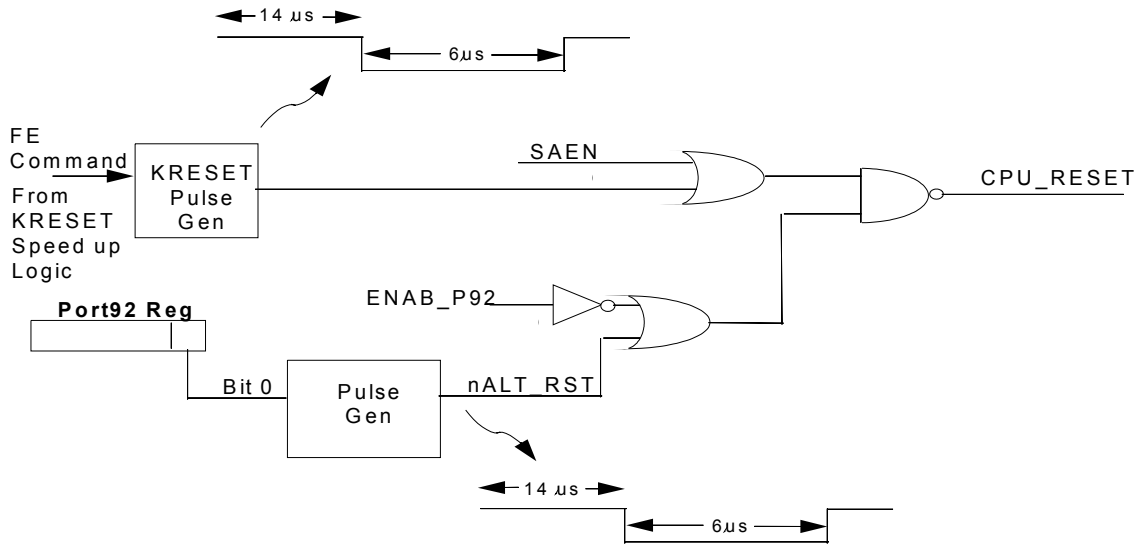 14 µs
6µs
FE
Command
From
KRESET
Speed up
Logic
KRESET
Pulse
Gen
SAEN
CPU_RESET
ENAB_P92
Port92 Reg
Bit 0
Pulse
Gen
nALT_RST
14 µs
6µs